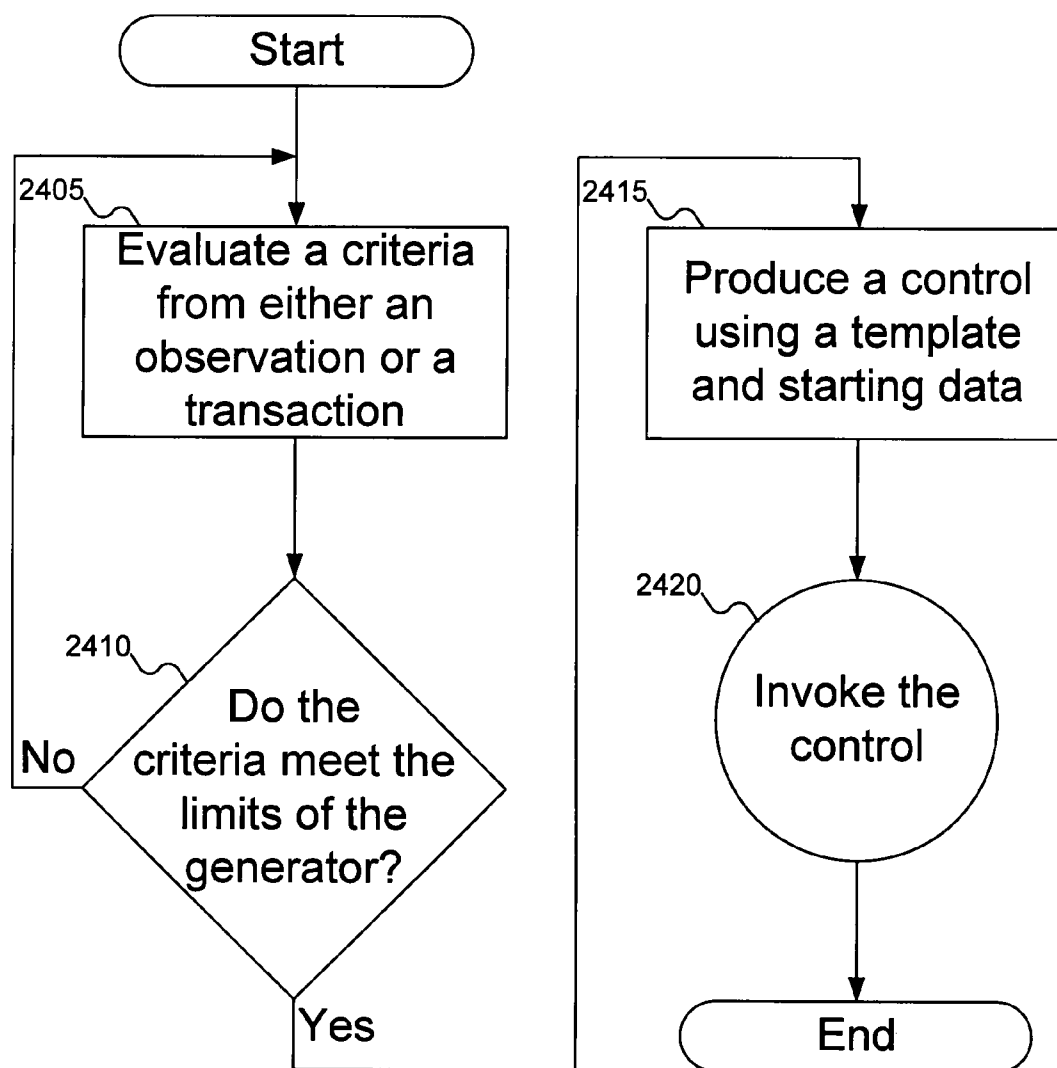 Start
2405
Evaluate a criteria
from either an
observation or a
transaction
2410
Do the
criteria meet the
limits of the
generator?
No
Yes
2415
Produce a control
using a template
and starting data
2420
Invoke the
control
End